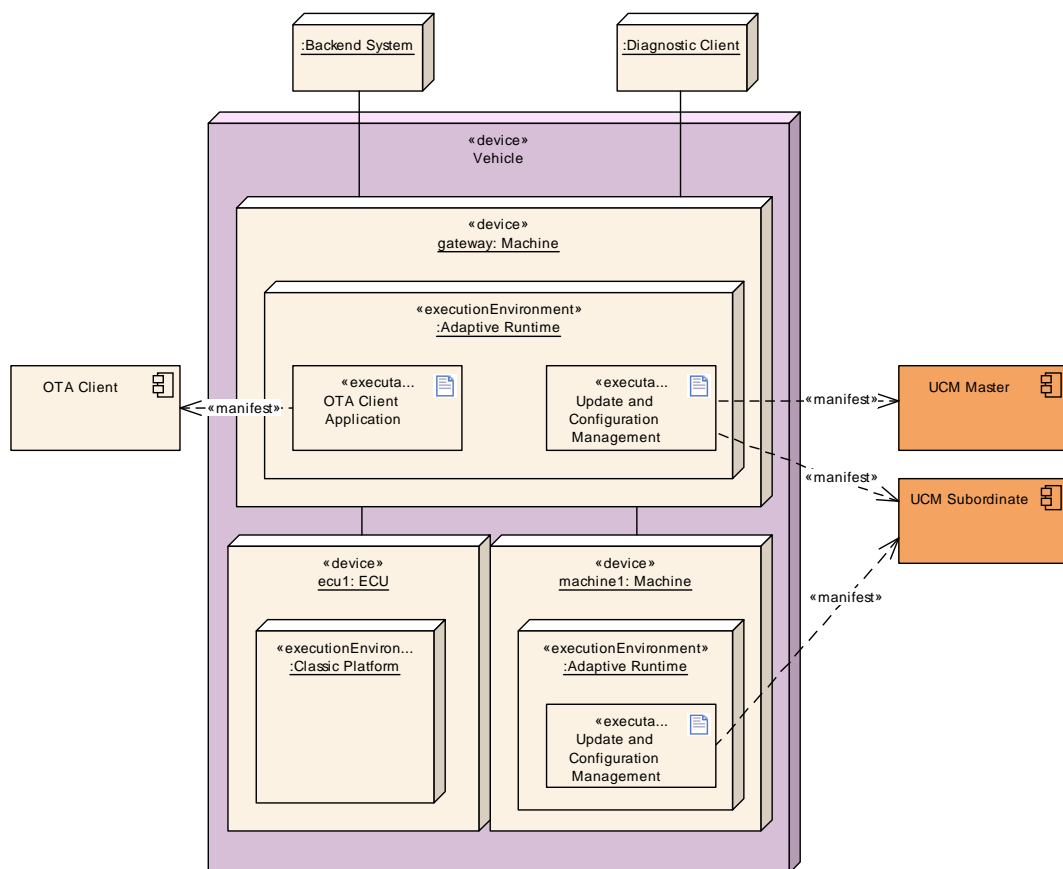 :Backend System
:Diagnostic Client
«device»
Vehicle
«device»
gateway: Machine
«executionEnvironment»
:Adaptive Runtime
OTA Client
«manifest»
«executa...
OTA Client
Application
«executa...
Update and
Configuration
Management
«manifest»
UCM Master
«manifest»
UCM Subordinate
«device»
ecu1: ECU
«executionEnviron...
:Classic Platform
«device»
machine1: Machine
«executionEnvironment»
:Adaptive Runtime
«executa...
Update and
Configuration
Management
«manifest»